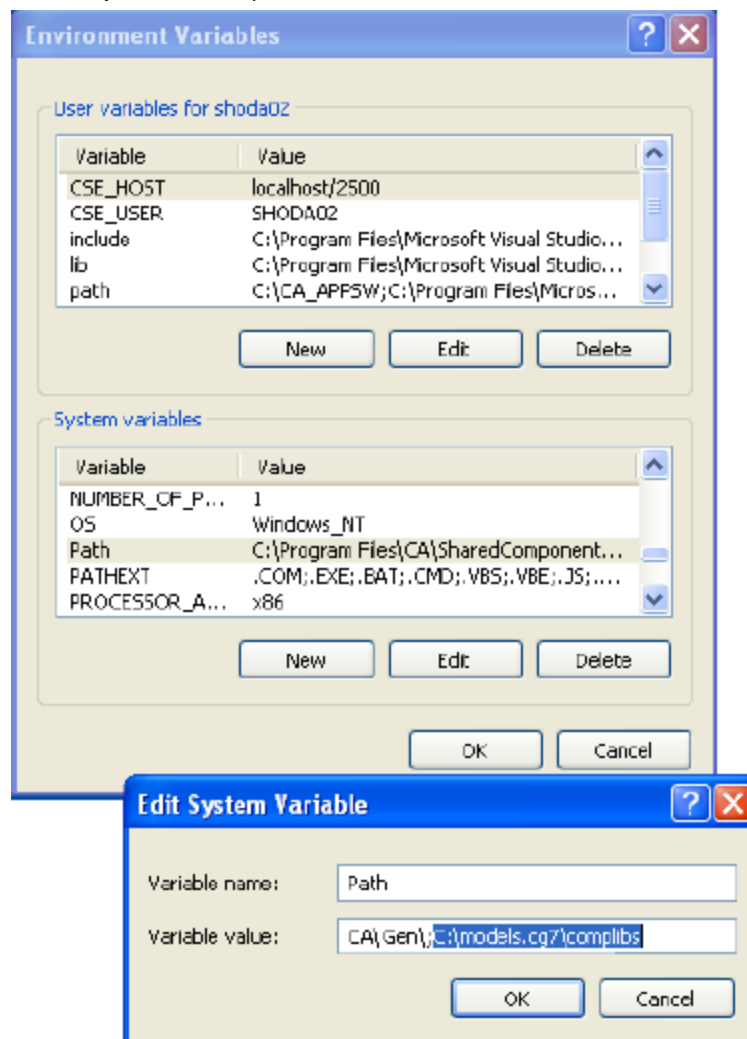 Environment Variables
User variables for shoda02
Variable Value
CSE_HOST localhost/2500
CSE_USER SHODA02
include C:\Program Files\Microsoft Visual Studio...
lib C:\Program Files\Microsoft Visual Studio...
path C:\CA_APPSW;C:\Program Files\Micros...
New Edit Delete
System variables
Variable Value
NUMBER_OF_P... 1
OS Windows_NT
Path C:\Program Files\CA\SharedComponent...
PATHEXT .COM;.EXE;.BAT;.CMD;.VBS;.VBE;.JS;....
PROCESSOR_A... x86
New Edit Delete
OK Cancel
Edit System Variable
Variable name: Path
Variable value: CA\Gen\;C:\models.cg7\complibs
OK Cancel